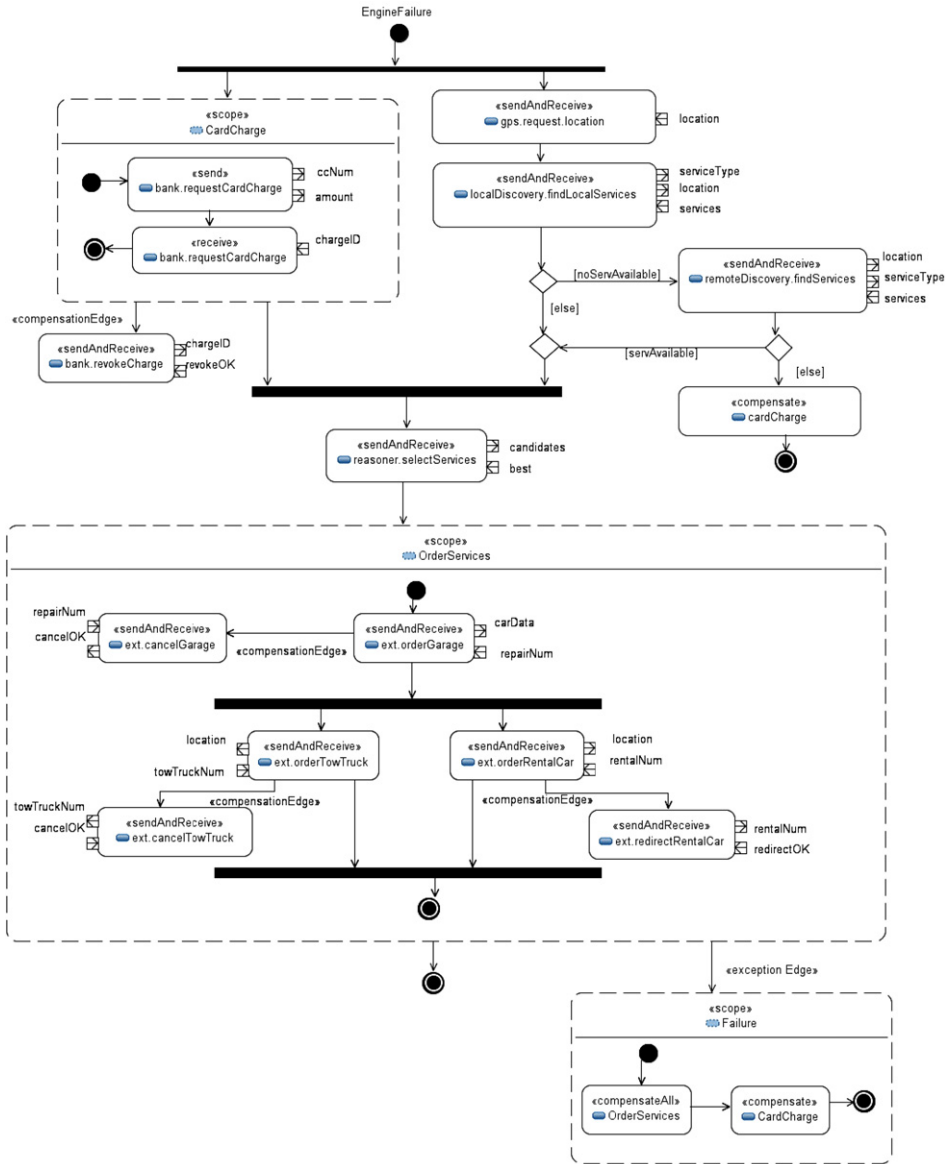 EngineFailure
«scope»
CardCharge
«send»
bank.requestCardCharge
ccNum
amount
«receive»
bank.requestCardCharge
chargeID
«compensationEdge»
«sendAndReceive»
bank.revokeCharge
chargeID
revokeOK
«sendAndReceive»
gps.request.location
location
«sendAndReceive»
localDiscovery.findLocalServices
serviceType
location
services
[noServAvailable]
[else]
«sendAndReceive»
remoteDiscovery.findServices
location
serviceType
services
[servAvailable]
[else]
«compensate»
cardCharge
«sendAndReceive»
reasoner.selectServices
candidates
best
«scope»
OrderServices
repairNum
cancelOK
«sendAndReceive»
ext.cancelGarage
«compensationEdge»
«sendAndReceive»
ext.orderGarage
carData
repairNum
location
towTruckNum
«sendAndReceive»
ext.orderTowTruck
«sendAndReceive»
ext.orderRentalCar
location
rentalNum
«compensationEdge»
«compensationEdge»
towTruckNum
cancelOK
«sendAndReceive»
ext.cancelTowTruck
«sendAndReceive»
ext.redirectRentalCar
rentalNum
redirectOK
«exception Edge»
«scope»
Failure
«compensateAll»
OrderServices
«compensate»
CardCharge